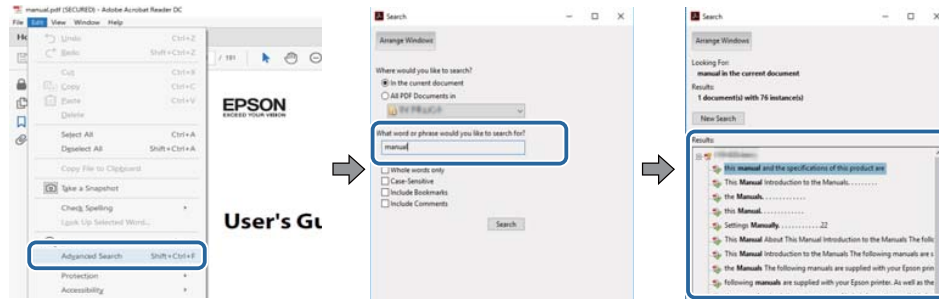 manual.pdf (SECURED) - Adobe Acrobat Reader DC
File Edit View Window Help
Undo Ctrl+Z
Redo Shift+Ctrl+Z
Cut Ctrl+X
Copy Ctrl+C
Paste Ctrl+V
Delete
Select All Ctrl+A
Deselect All Shift+Ctrl+A
Copy File to Clipboard
Take a Snapshot
Check Spelling
Look Up Selected Word...
Advanced Search Shift+Ctrl+F
Protection
Accessibility
/ 191
EPSON
EXCEED YOUR VISION
User's Gu
Search
Arrange Windows
Where would you like to search?
In the current document
All PDF Documents in
What word or phrase would you like to search for?
manual
Whole words only
Case-Sensitive
Include Bookmarks
Include Comments
Search
Search
Arrange Windows
Looking For:
manual in the current document
Results:
1 document(s) with 76 instance(s)
New Search
Results:
this manual and the specifications of this product are
This Manual Introduction to the Manuals.........
the Manuals............
this Manual............
Settings Manually............22
This Manual About This Manual Introduction to the Manuals The follo
This Manual Introduction to the Manuals The following manuals are s
the Manuals The following manuals are supplied with your Epson prin
following manuals are supplied with your Epson printer. As well as the